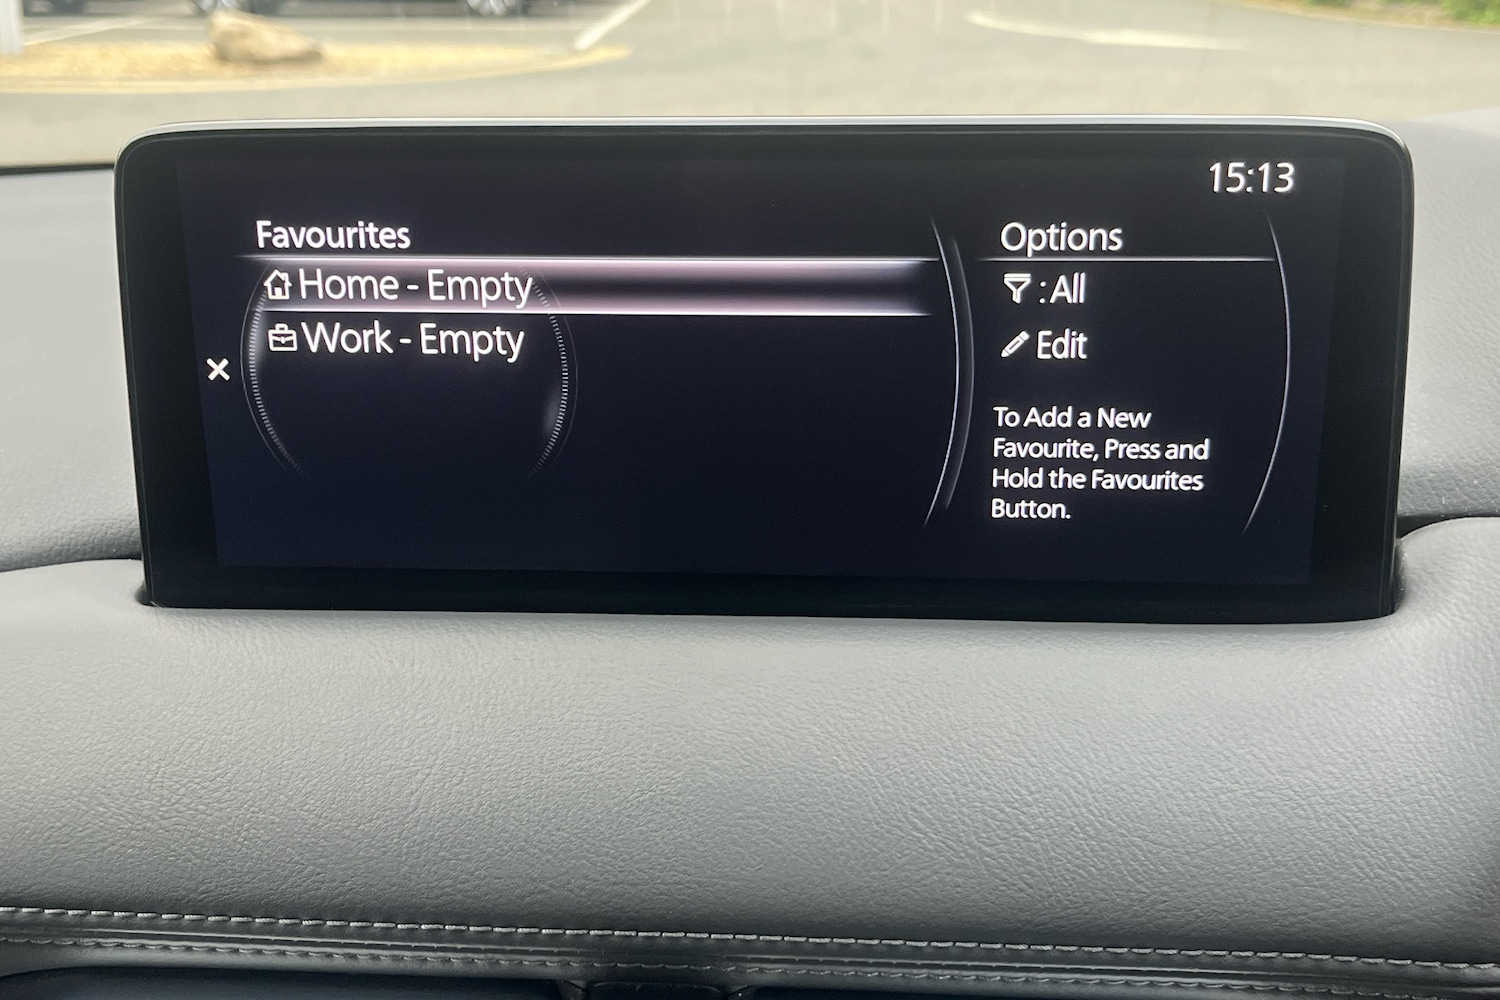 15:13
Favourites
Home - Empty
Work - Empty
Options
: All
Edit
To Add a New
Favourite, Press and
Hold the Favourites
Button.